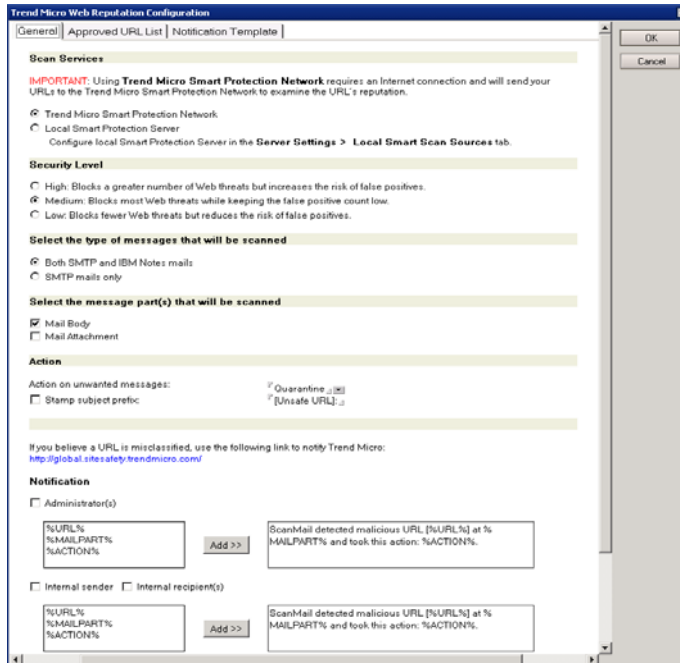 Trend Micro Web Reputation Configuration
General Approved URL List Notification Template
OK
Cancel
Scan Services
IMPORTANT: Using Trend Micro Smart Protection Network requires an Internet connection and will send your
URLs to the Trend Micro Smart Protection Network to examine the URL's reputation.
Trend Micro Smart Protection Network
Local Smart Protection Server
Configure local Smart Protection Server in the Server Settings > Local Smart Scan Sources tab.
Security Level
High: Blocks a greater number of Web threats but increases the risk of false positives.
Medium: Blocks most Web threats while keeping the false positive count low.
Low: Blocks fewer Web threats but reduces the risk of false positives.
Select the type of messages that will be scanned
Both SMTP and IBM Notes mails
SMTP mails only
Select the message part(s) that will be scanned
Mail Body
Mail Attachment
Action
Action on unwanted messages: Quarantine
Stamp subject prefix: [Unsafe URL]:
If you believe a URL is misclassified, use the following link to notify Trend Micro:
http://global.sitesafety.trendmicro.com/
Notification
Administrator(s)
%URL%
%MAILPART%
%ACTION%
Add >>
ScanMail detected malicious URL [%URL%] at %
MAILPART% and took this action: %ACTION%.
Internal sender Internal recipient(s)
%URL%
%MAILPART%
%ACTION%
Add >>
ScanMail detected malicious URL [%URL%] at %
MAILPART% and took this action: %ACTION%.